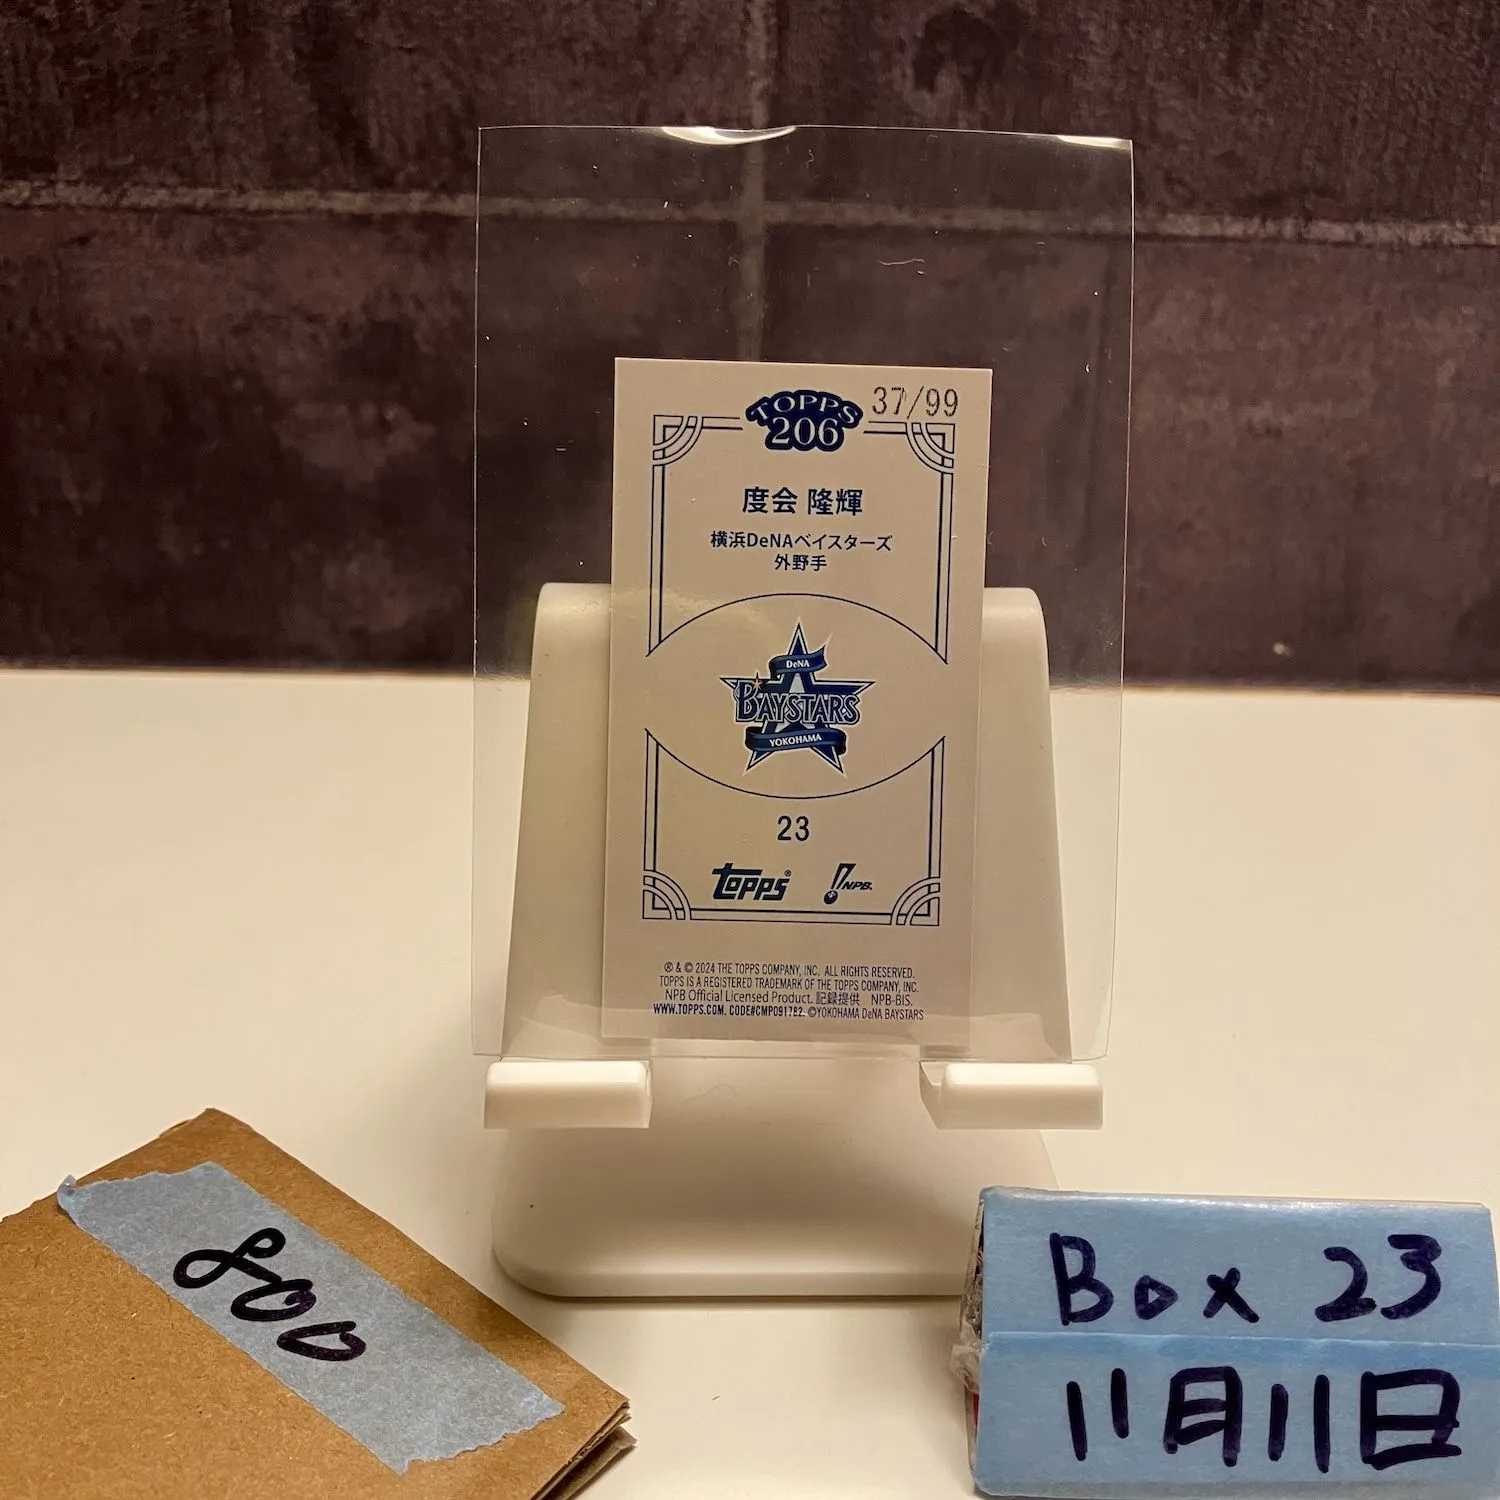 TOPPS
206
37/99
度会 隆輝
横浜DeNAベイスターズ
外野手
DeNA
BAYSTARS
YOKOHAMA
23
topps®
NPB.
® & © 2024 THE TOPPS COMPANY, INC. ALL RIGHTS RESERVED.
TOPPS IS A REGISTERED TRADEMARK OF THE TOPPS COMPANY, INC.
NPB Official Licensed Product. 記録提供 NPB-BIS.
WWW.TOPPS.COM. CODE#CMP091782. ©YOKOHAMA DeNA BAYSTARS
800
Box 23
11月11日